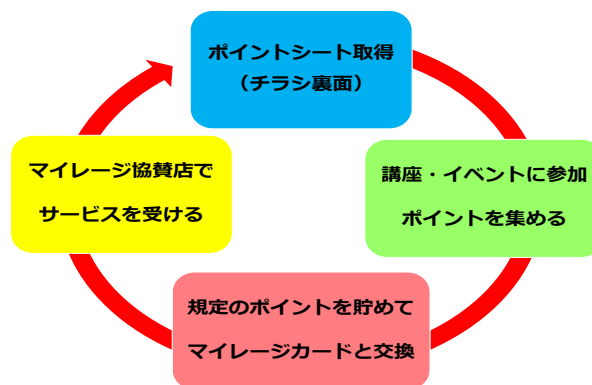 ポイントシート取得
（チラシ裏面）
講座・イベントに参加
ポイントを集める
規定のポイントを貯めて
マイレージカードと交換
マイレージ協賛店で
サービスを受ける